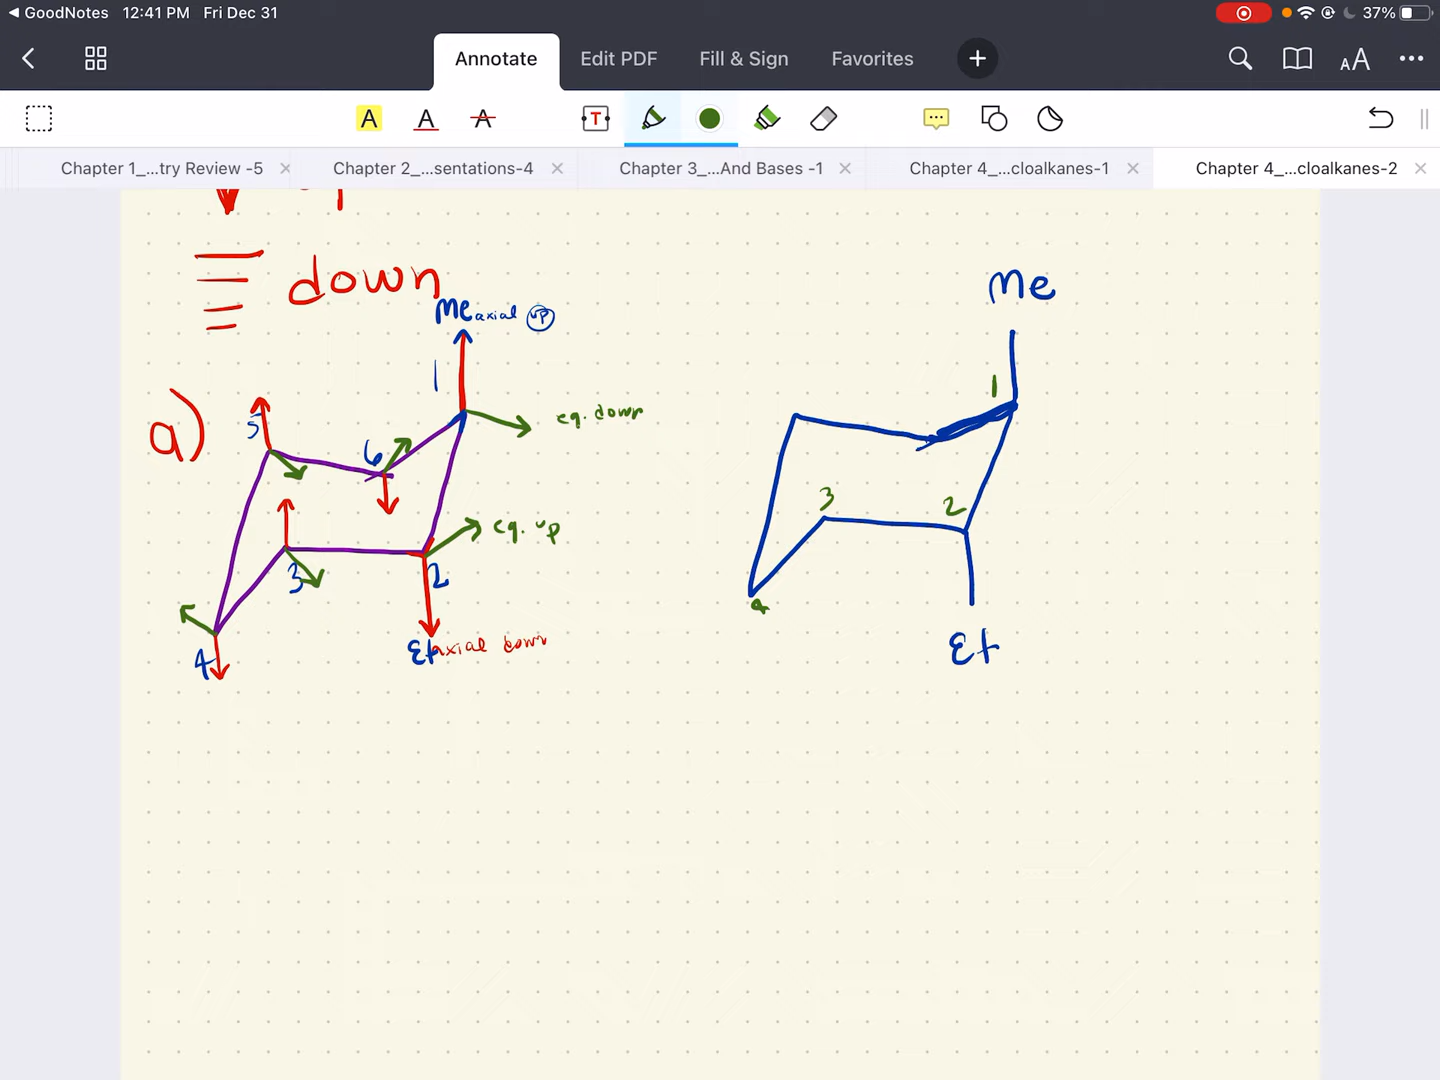 GoodNotes 12:41 PM Fri Dec 31 37%
Annotate Edit PDF Fill & Sign Favorites
A A A T AA
Chapter 1_...try Review -5 Chapter 2_...sentations-4 Chapter 3_...And Bases -1 Chapter 4_...cloalkanes-1 Chapter 4_...cloalkanes-2
down
Me axial up
a)
1
5
6
eq. down
eq. up
3
2
4
Et axial down
Me
1
3
2
4
Et